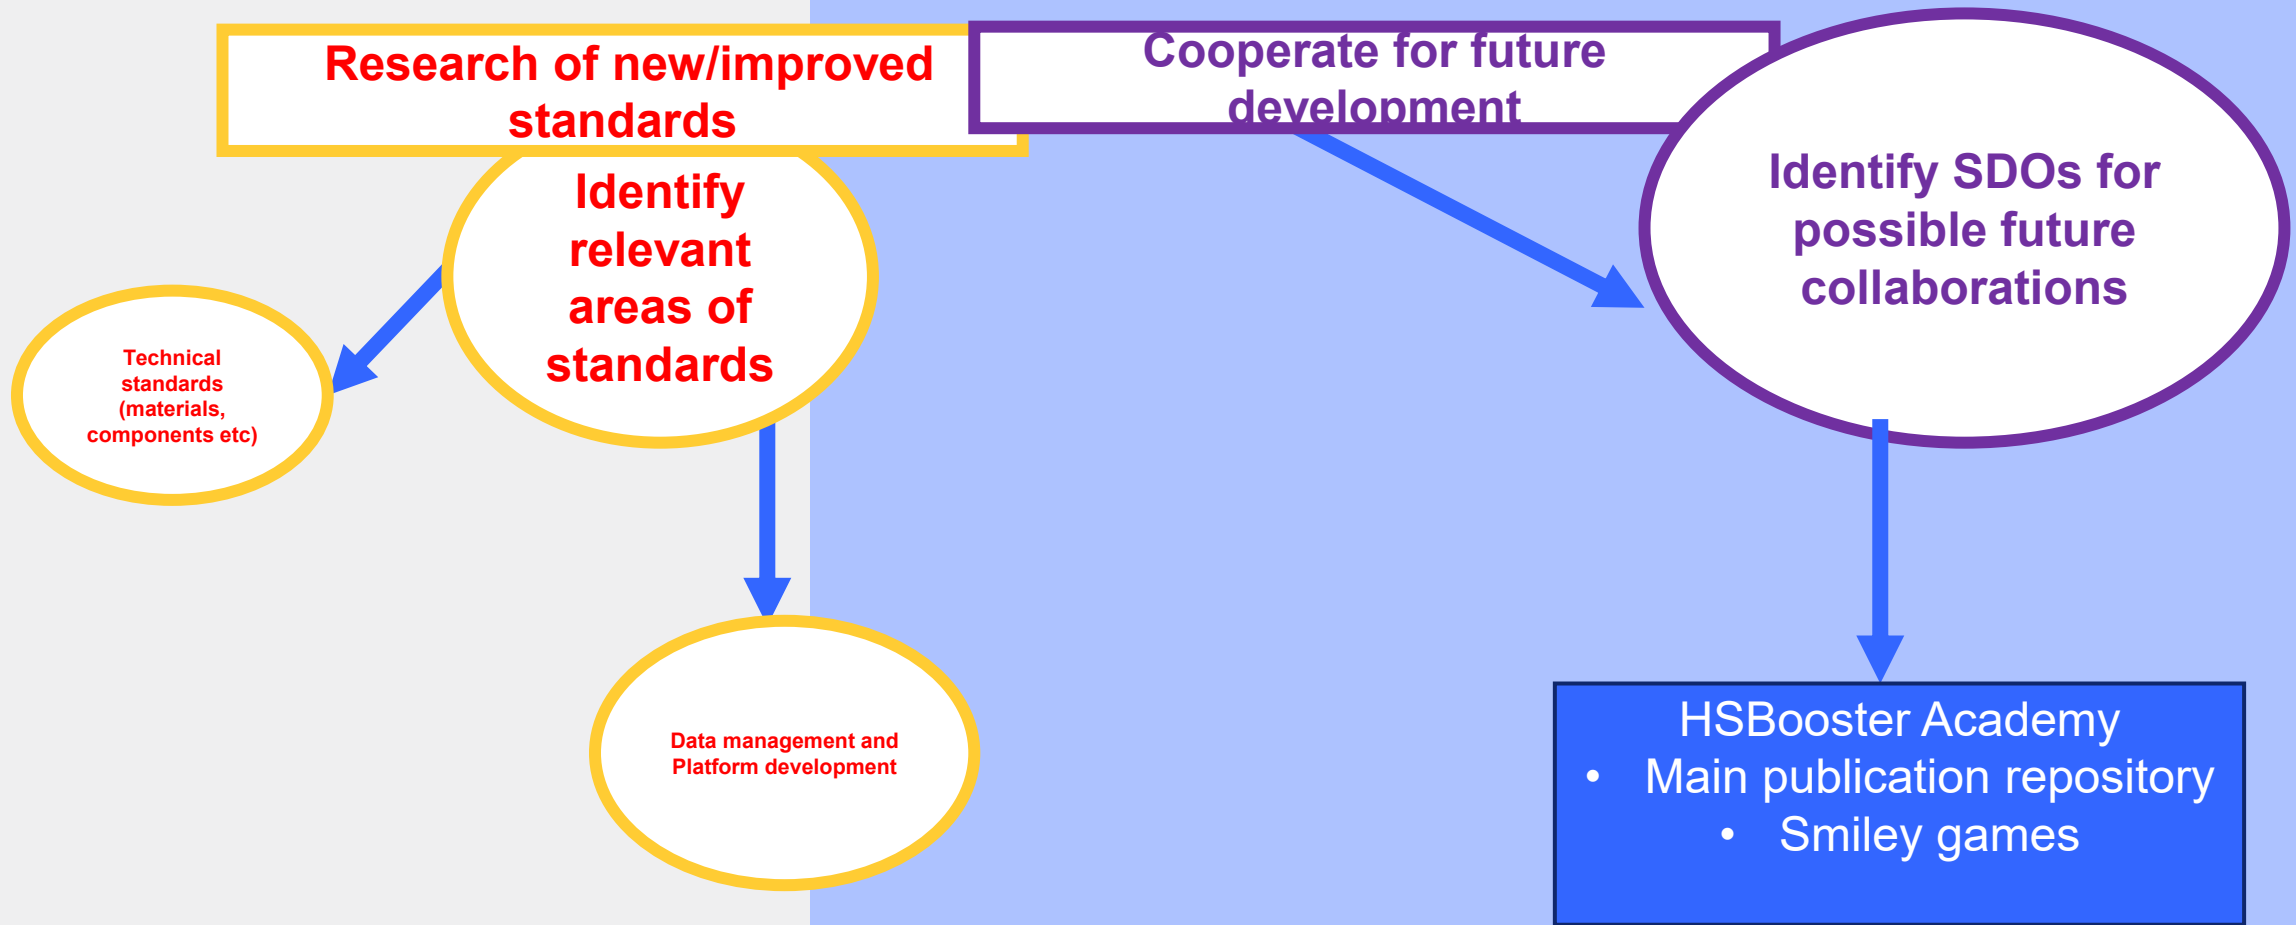 Research of new/improved
standards
Cooperate for future
development
Identify
relevant
areas of
standards
Identify SDOs for
possible future
collaborations
Technical
standards
(materials,
components etc)
Data management and
Platform development
HSBooster Academy
• Main publication repository
• Smiley games